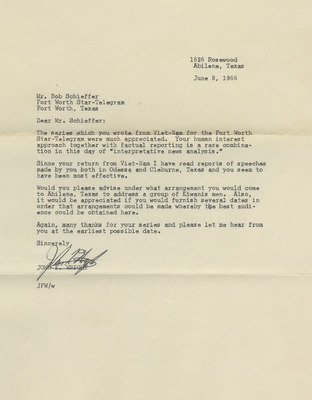 1626 Rosewood
Abilene, Texas
June 8, 1966
Mr. Bob Schieffer
Fort Worth Star-Telegram
Fort Worth, Texas
Dear Mr. Schieffer:
The series which you wrote from Viet-Nam for the Fort Worth
Star-Telegram were much appreciated. Your human interest
approach together with factual reporting is a rare combin-
ation in this day of "interpretative news analysis."
Since your return from Viet-Nam I have read reports of speeches
made by you both in Odessa and Cleburne, Texas and you seem to
have been most effective.
Would you please advise under what arrangement you would come
to Abilene, Texas to address a group of Kiwanis men. Also,
it would be appreciated if you would furnish several dates in
order that arrangements could be made whereby the best audi-
ence could be obtained here.
Again, many thanks for your series and please let me hear from
you at the earliest possible date.
Sincerely
JFW/w